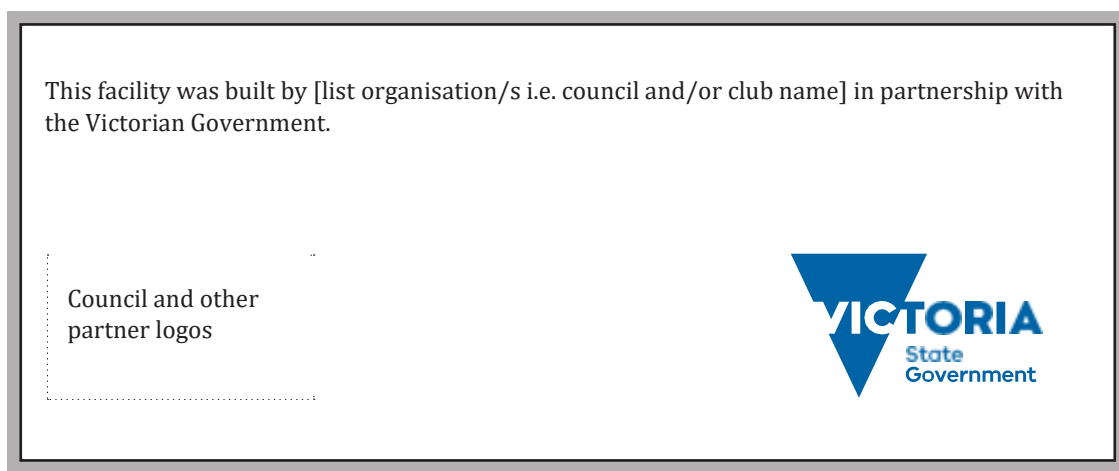 This facility was built by [list organisation/s i.e. council and/or club name] in partnership with
the Victorian Government.
Council and other
partner logos
VICTORIA
State
Government